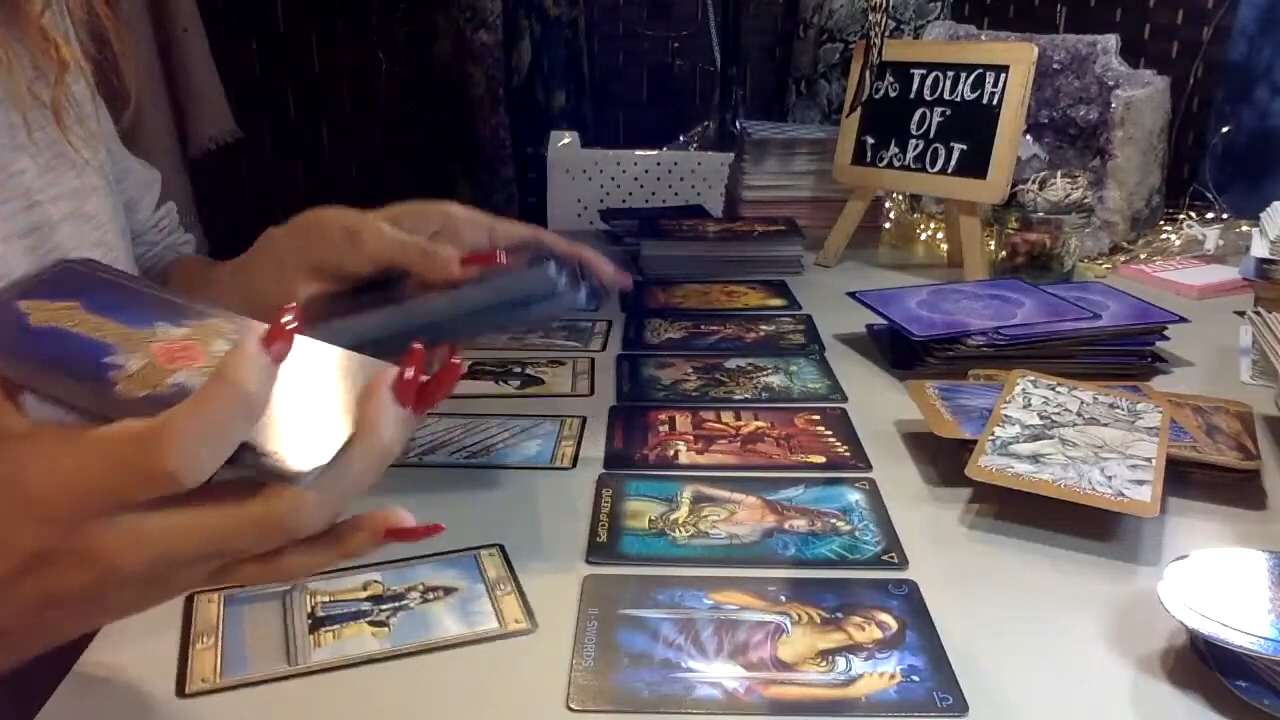 A TOUCH
OF
TAROT
QUEEN of CUPS
II · SWORDS